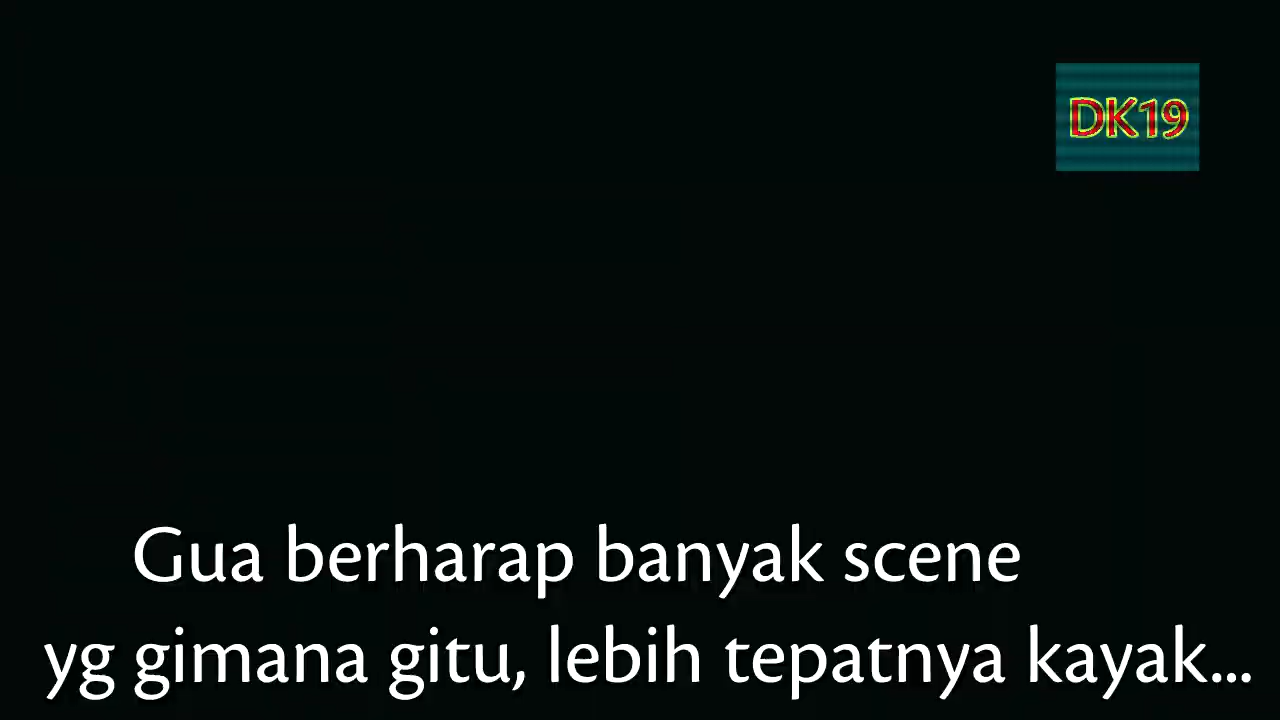 DK19
Gua berharap banyak scene
yg gimana gitu, lebih tepatnya kayak...